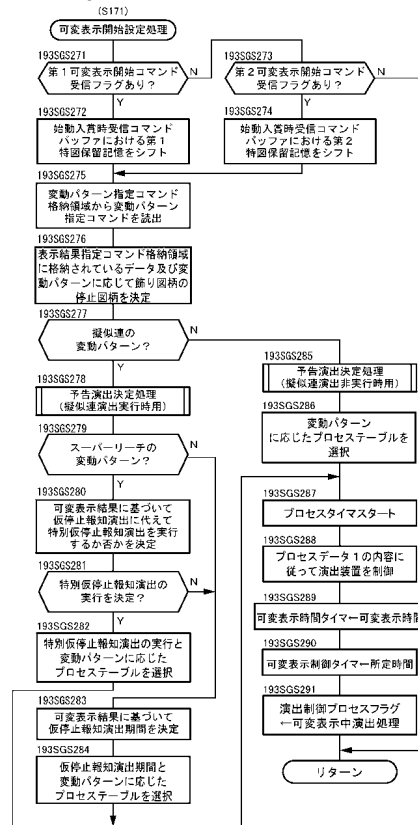 (S171)
可変表示開始設定処理
193SGS271
第１可変表示開始コマンド
受信フラグあり？
N
Y
193SGS273
第２可変表示開始コマンド
受信フラグあり？
N
Y
193SGS272
始動入賞時受信コマンド
バッファにおける第１
特図保留記憶をシフト
193SGS274
始動入賞時受信コマンド
バッファにおける第２
特図保留記憶をシフト
193SGS275
変動パターン指定コマンド
格納領域から変動パターン
指定コマンドを読出
193SGS276
表示結果指定コマンド格納領域
に格納されているデータ及び変
動パターンに応じて飾り図柄の
停止図柄を決定
193SGS277
擬似連の
変動パターン？
N
Y
193SGS278
予告演出決定処理
(擬似連演出実行時用)
193SGS279
スーパーリーチの
変動パターン？
N
Y
193SGS280
可変表示結果に基づいて
仮停止報知演出に代えて
特別仮停止報知演出を実行
するか否かを決定
193SGS281
特別仮停止報知演出の
実行を決定？
N
Y
193SGS282
特別仮停止報知演出の実行と
変動パターンに応じた
プロセステーブルを選択
193SGS283
可変表示結果に基づいて
仮停止報知演出期間を決定
193SGS284
仮停止報知演出期間と
変動パターンに応じた
プロセステーブルを選択
193SGS285
予告演出決定処理
(擬似連演出非実行時用)
193SGS286
変動パターン
に応じたプロセステーブルを
選択
193SGS287
プロセスタイマスタート
193SGS288
プロセスデータ１の内容に
従って演出装置を制御
193SGS289
可変表示時間タイマー可変表示時間
193SGS290
可変表示制御タイマー所定時間
193SGS291
演出制御プロセスフラグ
←可変表示中演出処理
リターン